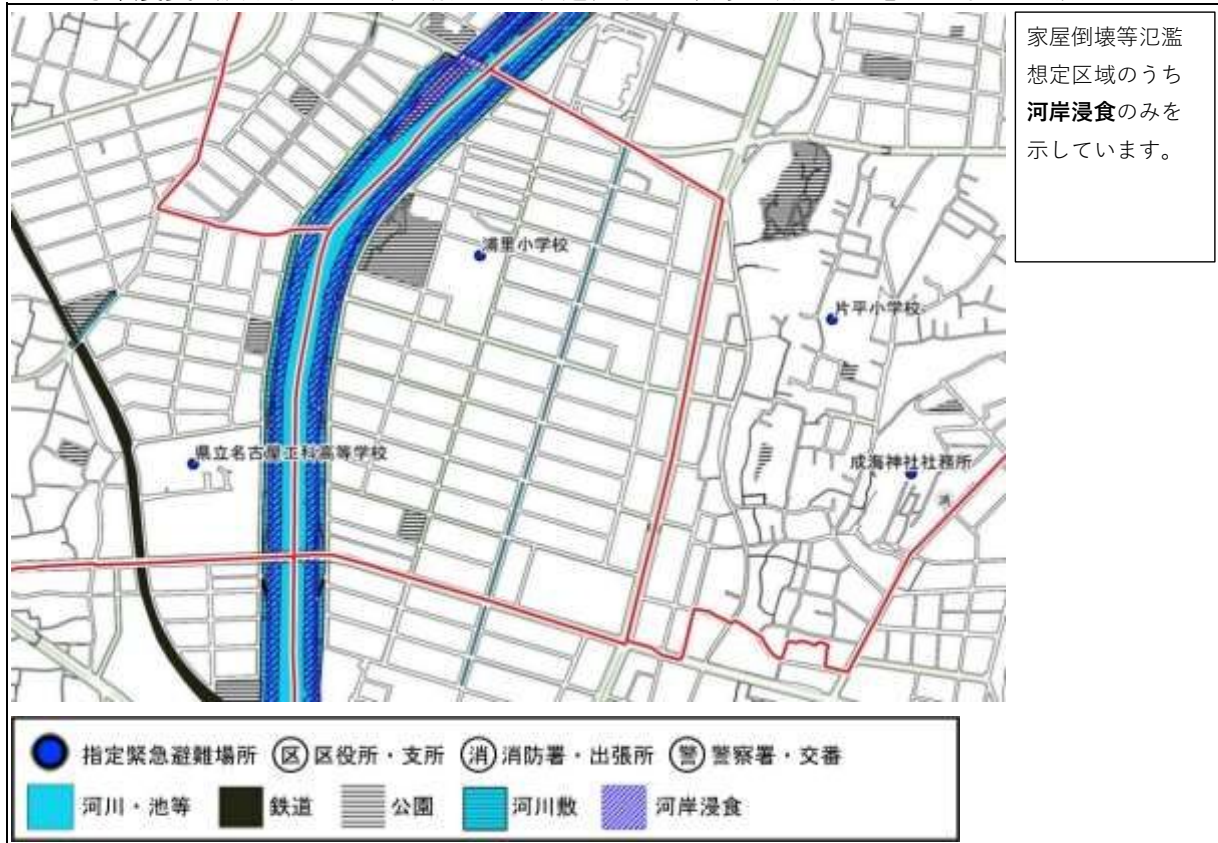 家屋倒壊等氾濫
想定区域のうち
河岸浸食のみを
示しています。
浦里小学校
片平小学校
県立名古屋工科高等学校
成海神社社務所
指定緊急避難場所 区 区役所・支所 消 消防署・出張所 警 警察署・交番
河川・池等 鉄道 公園 河川敷 河岸浸食